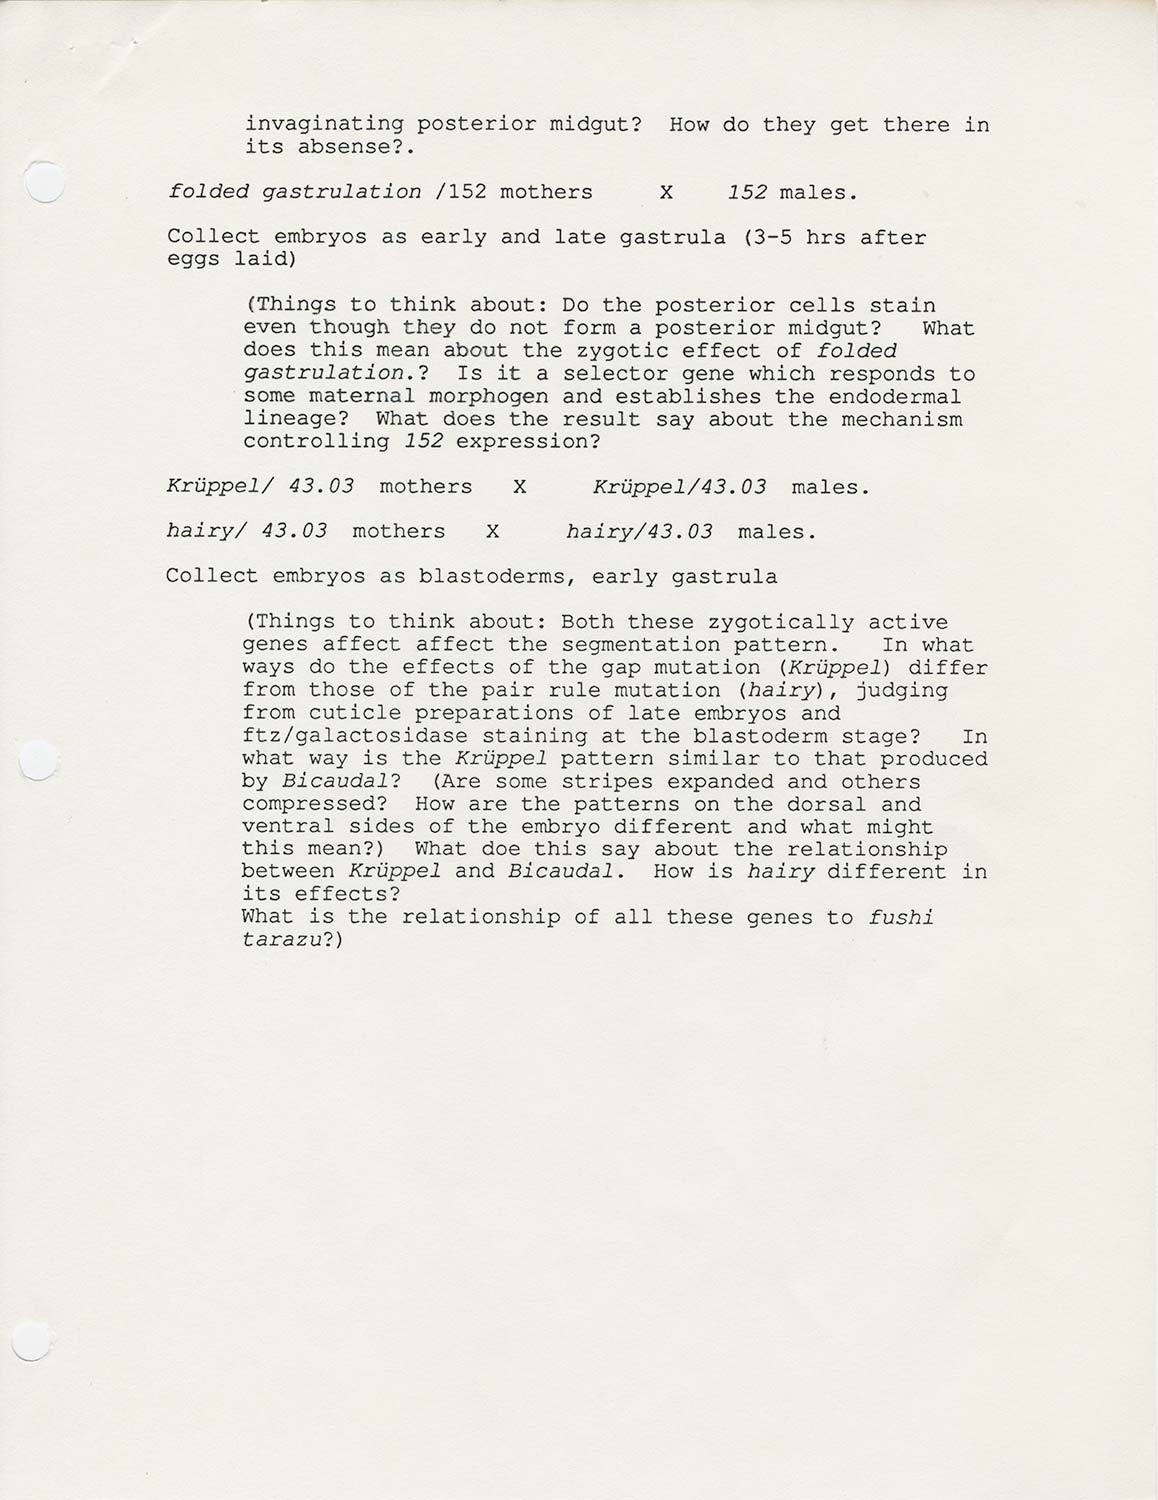 invaginating posterior midgut?  How do they get there in
its absense?.
folded gastrulation /152 mothers     X    152 males.
Collect embryos as early and late gastrula (3-5 hrs after
eggs laid)
(Things to think about: Do the posterior cells stain
even though they do not form a posterior midgut?   What
does this mean about the zygotic effect of folded
gastrulation.?  Is it a selector gene which responds to
some maternal morphogen and establishes the endodermal
lineage?  What does the result say about the mechanism
controlling 152 expression?
Krüppel/ 43.03  mothers   X     Krüppel/43.03  males.
hairy/ 43.03  mothers   X     hairy/43.03  males.
Collect embryos as blastoderms, early gastrula
(Things to think about: Both these zygotically active
genes affect affect the segmentation pattern.   In what
ways do the effects of the gap mutation (Krüppel) differ
from those of the pair rule mutation (hairy), judging
from cuticle preparations of late embryos and
ftz/galactosidase staining at the blastoderm stage?   In
what way is the Krüppel pattern similar to that produced
by Bicaudal?  (Are some stripes expanded and others
compressed?  How are the patterns on the dorsal and
ventral sides of the embryo different and what might
this mean?)  What doe this say about the relationship
between Krüppel and Bicaudal.  How is hairy different in
its effects?
What is the relationship of all these genes to fushi
tarazu?)